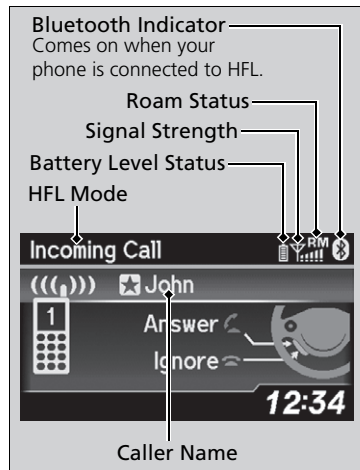 Bluetooth Indicator
Comes on when your
phone is connected to HFL.
Roam Status
Signal Strength
Battery Level Status
HFL Mode
Incoming Call
RM
John
1
Answer
Ignore
12:34
Caller Name